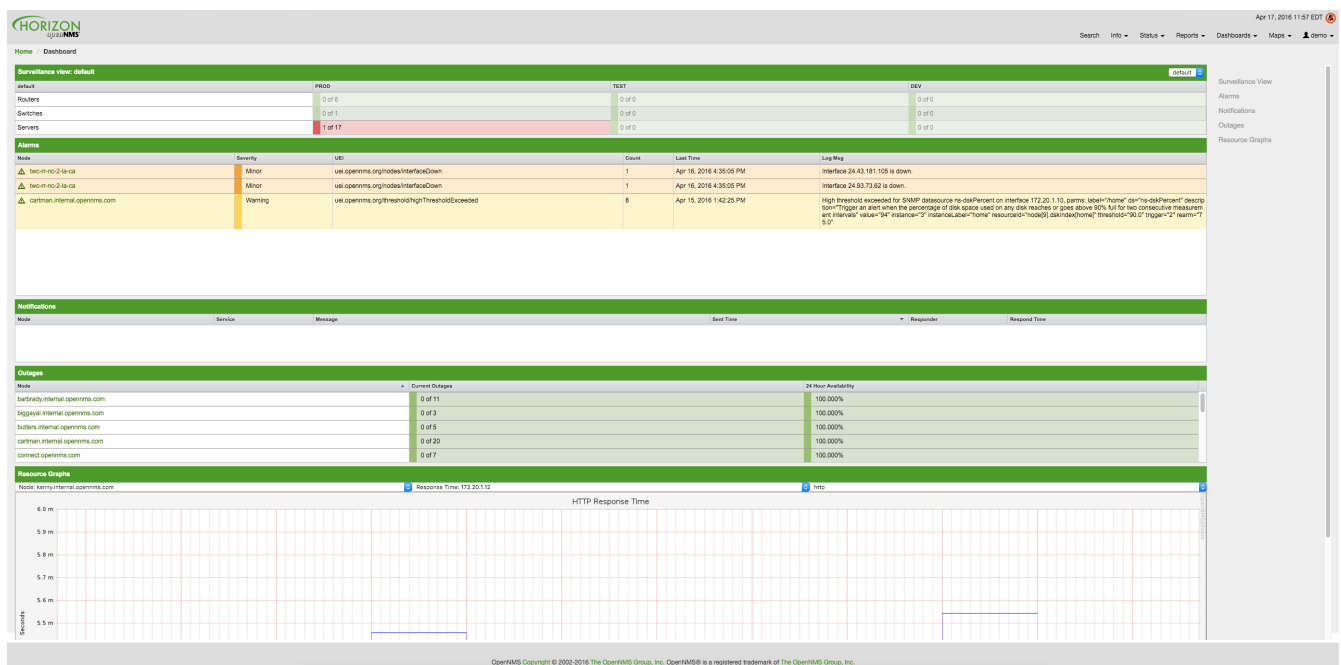 Apr 17, 2016 11:57 EDT
HORIZON
openNMS
Search Info Status Reports Dashboards Maps demo
Home / Dashboard
Surveillance view: default default
default PROD TEST DEV
Routers 0 of 8 0 of 0 0 of 0
Switches 0 of 1 0 of 0 0 of 0
Servers 1 of 17 0 of 0 0 of 0
Surveillance View
Alarms
Notifications
Outages
Resource Graphs
Alarms
Node Severity UEI Count Last Time Log Msg
twc-rr-nc-2-la-ca Minor uei.opennms.org/nodes/interfaceDown 1 Apr 16, 2016 4:35:05 PM Interface 24.43.181.105 is down.
twc-rr-nc-2-la-ca Minor uei.opennms.org/nodes/interfaceDown 1 Apr 16, 2016 4:35:05 PM Interface 24.93.73.62 is down.
cartman.internal.opennms.com Warning uei.opennms.org/threshold/highThresholdExceeded 8 Apr 15, 2016 1:42:25 PM High threshold exceeded for SNMP datasource ns-dskPercent on interface 172.20.1.10, parms: label="/home" ds="ns-dskPercent" descrip
tion="Trigger an alert when the percentage of disk space used on any disk reaches or goes above 90% full for two consecutive measurem
ent intervals" value="94" instance="3" instanceLabel="home" resourceId="node[9].dskIndex[home]" threshold="90.0" trigger="2" rearm="7
5.0"
Notifications
Node Service Message Sent Time Responder Respond Time
Outages
Node Current Outages 24 Hour Availability
barbrady.internal.opennms.com 0 of 11 100.000%
biggayal.internal.opennms.com 0 of 3 100.000%
butters.internal.opennms.com 0 of 5 100.000%
cartman.internal.opennms.com 0 of 20 100.000%
connect.opennms.com 0 of 7 100.000%
Resource Graphs
Node: kenny.internal.opennms.com Response Time: 172.20.1.12 http
HTTP Response Time
6.0 m
5.9 m
5.8 m
5.7 m
5.6 m
5.5 m
Seconds
OpenNMS Copyright © 2002-2016 The OpenNMS Group, Inc. OpenNMS® is a registered trademark of The OpenNMS Group, Inc.